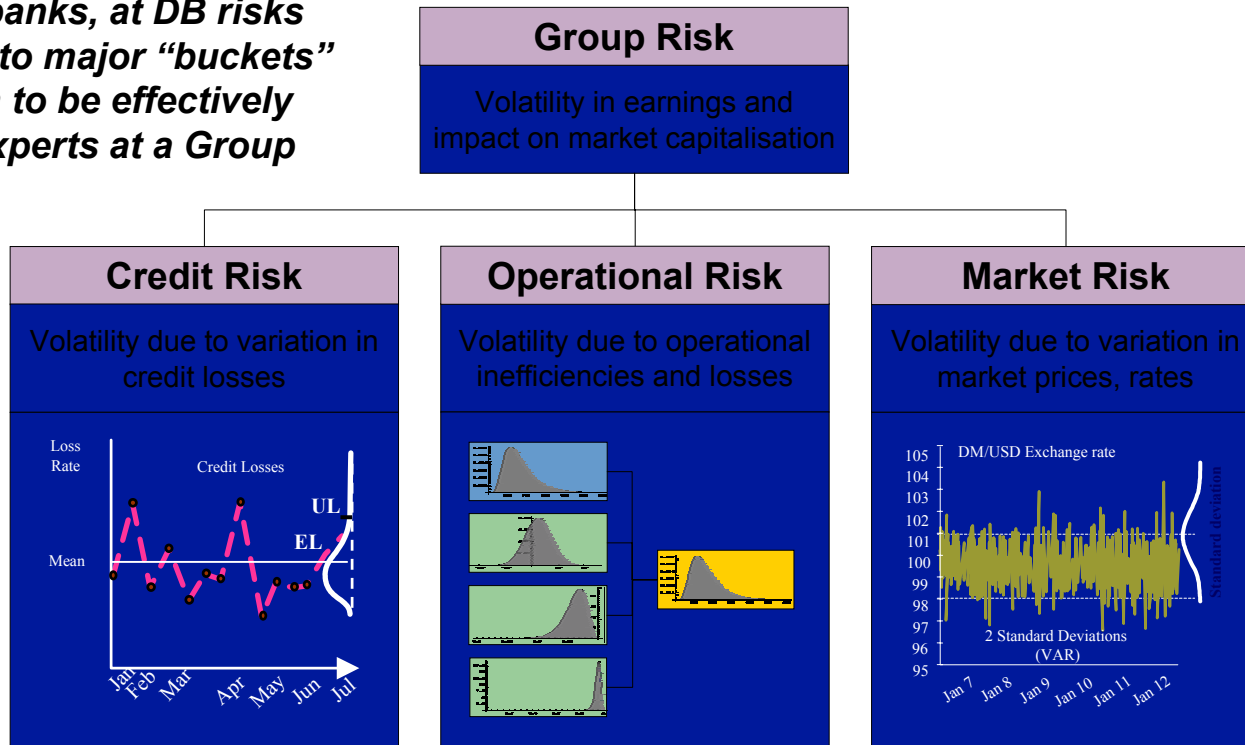 banks, at DB risks
to major “buckets”
to be effectively
xperts at a Group
Group Risk
Volatility in earnings and
impact on market capitalisation
Credit Risk
Volatility due to variation in
credit losses
Loss
Rate
Credit Losses
UL
EL
Mean
Jan
Feb
Mar
Apr
May
Jun
Jul
Operational Risk
Volatility due to operational
inefficiencies and losses
Market Risk
Volatility due to variation in
market prices, rates
105
DM/USD Exchange rate
104
103
102
101
100
99
98
97
96
95
2 Standard Deviations
(VAR)
Standard deviation
Jan 7
Jan 8
Jan 9
Jan 10
Jan 11
Jan 12